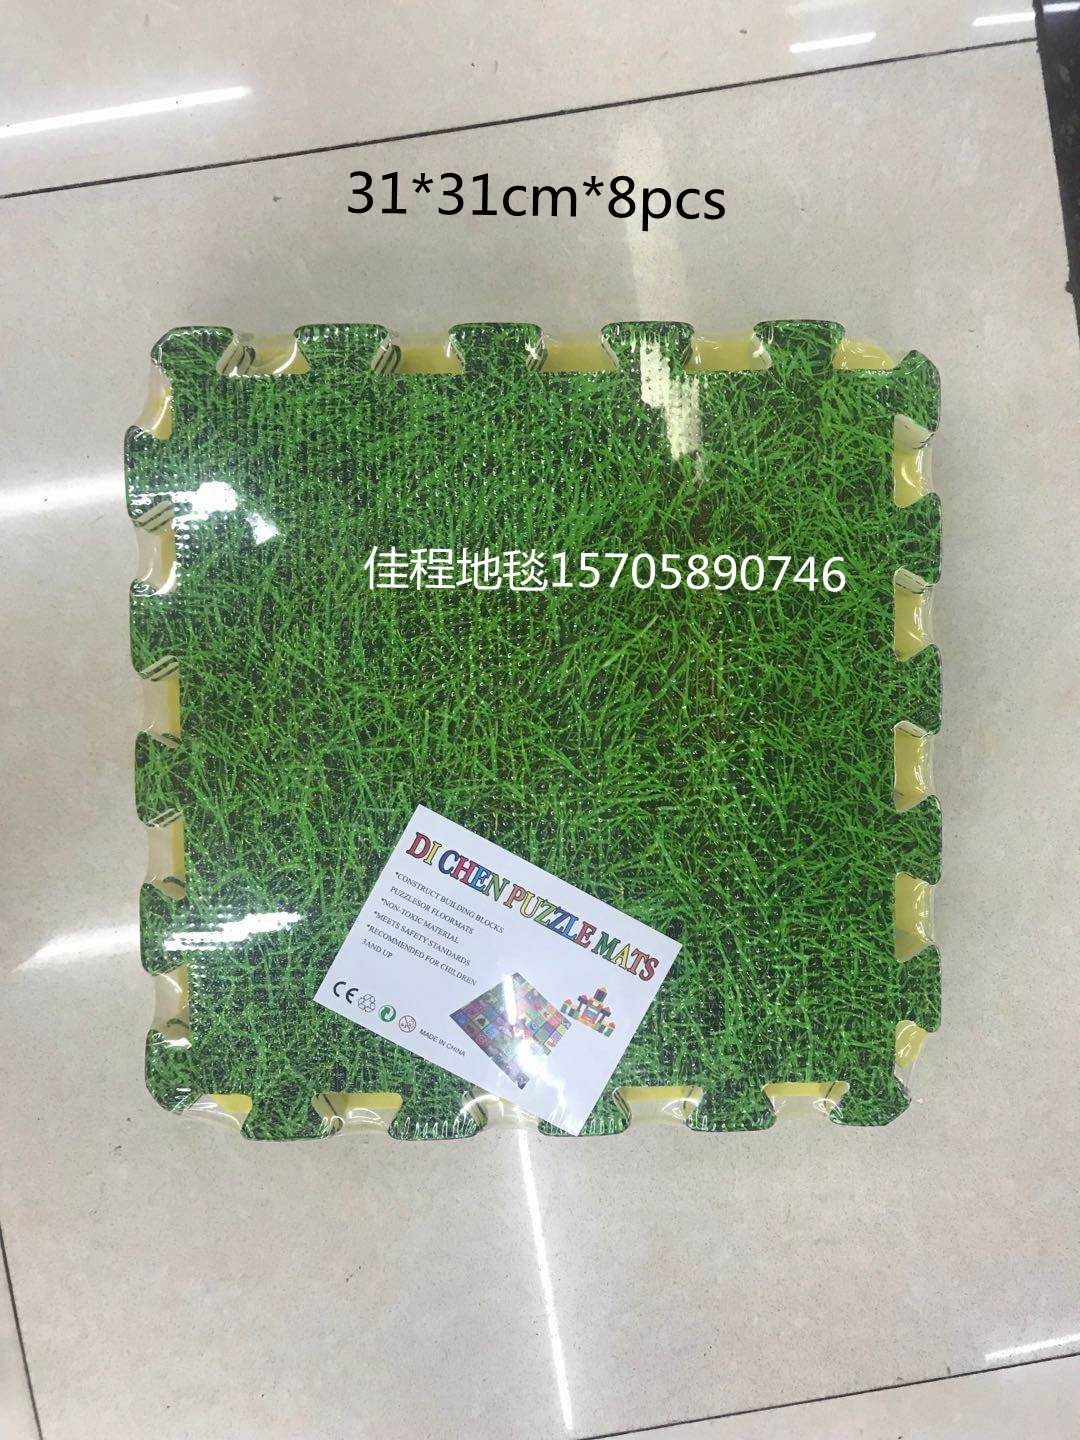 31*31cm*8pcs
佳程地毯15705890746
DI CHEN PUZZLE MATS
*CONSTRUCT BUILDING BLOCKS
PUZZLESOR FLOORMATS
*NON-TOXIC MATERIAL
*MEETS SAFETY STANDARDS
*RECOMMENDED FOR CHILDREN
3AND UP
CE
MADE IN CHINA